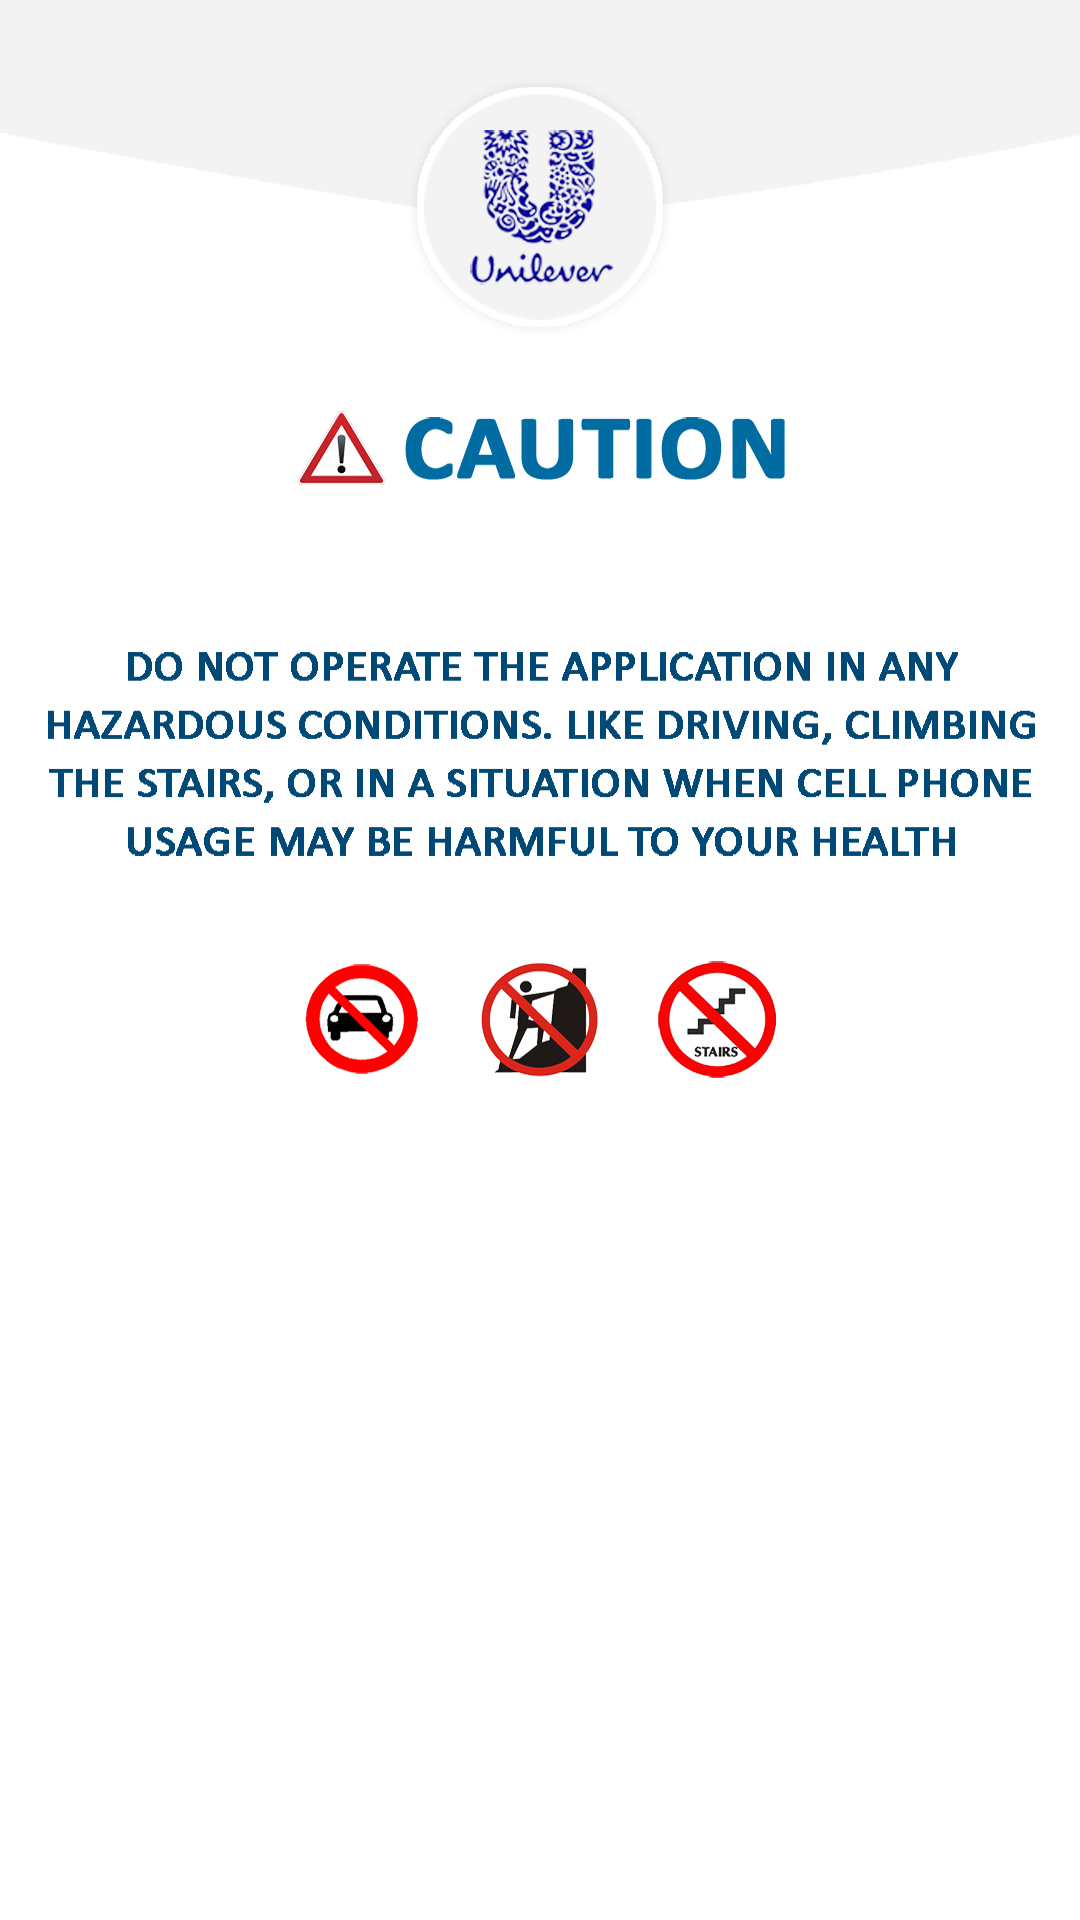 Unilever
CAUTION
DO NOT OPERATE THE APPLICATION IN ANY
HAZARDOUS CONDITIONS. LIKE DRIVING, CLIMBING
THE STAIRS, OR IN A SITUATION WHEN CELL PHONE
USAGE MAY BE HARMFUL TO YOUR HEALTH
STAIRS